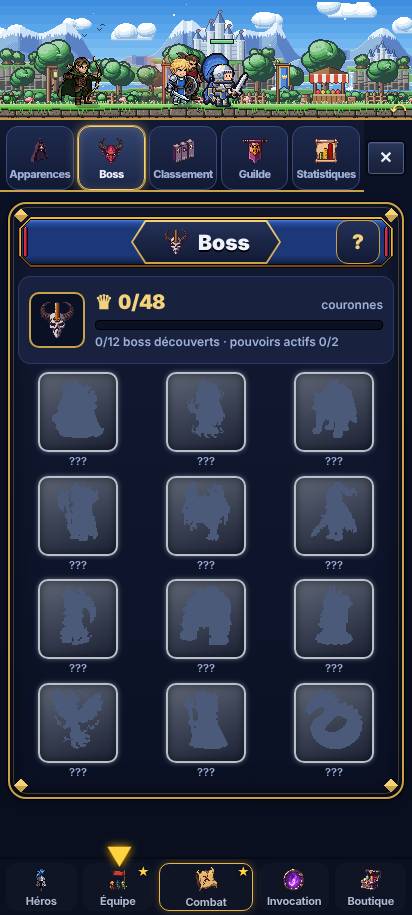 Apparences
Boss
Classement
Guilde
Statistiques
×
Boss
?
0/48
couronnes
0/12 boss découverts · pouvoirs actifs 0/2
??? ??? ???
??? ??? ???
??? ??? ???
??? ??? ???
Héros
Équipe
Combat
Invocation
Boutique